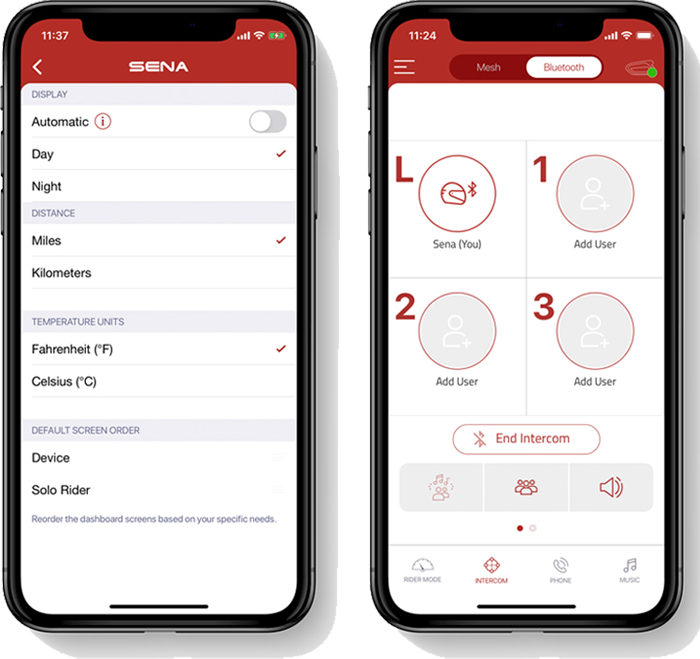 11:37
SENA
DISPLAY
Automatic i
Day
Night
DISTANCE
Miles
Kilometers
TEMPERATURE UNITS
Fahrenheit (°F)
Celsius (°C)
DEFAULT SCREEN ORDER
Device
Solo Rider
Reorder the dashboard screens based on your specific needs.
11:24
Mesh Bluetooth
L 1
Sena (You) Add User
2 3
Add User Add User
End Intercom
RIDER MODE INTERCOM PHONE MUSIC